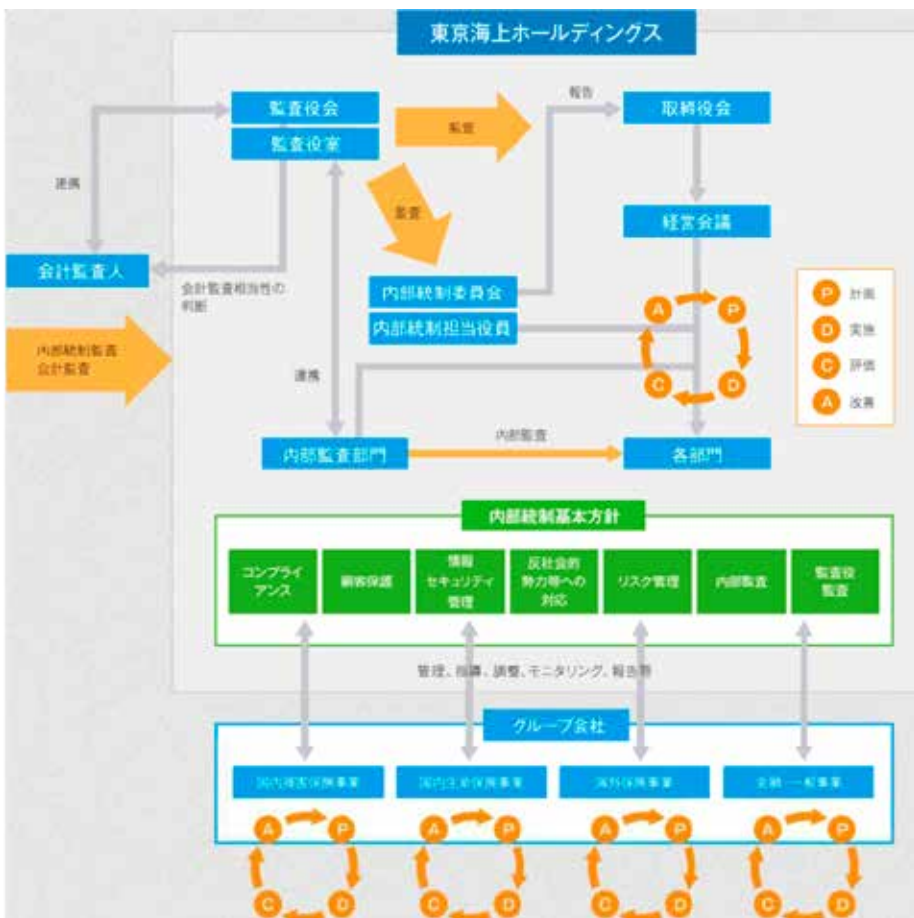 東京海上ホールディングス
監査役会
監査役室
監査
報告
取締役会
連携
監査
経営会議
会計監査人
会計監査相当性の
判断
内部統制委員会
内部統制担当役員
内部統制監査
会計監査
連携
A
P
C
D
P 計画
D 実施
C 評価
A 改善
内部監査部門
内部監査
各部門
内部統制基本方針
コンプライ
アンス
顧客保護
情報
セキュリティ
管理
反社会的
勢力等への
対応
リスク管理
内部監査
監査役
監査
管理、指導、調整、モニタリング、報告等
グループ会社
国内損害保険事業
国内生命保険事業
海外保険事業
金融・一般事業
A
P
A
P
A
P
A
P
C
D
C
D
C
D
C
D